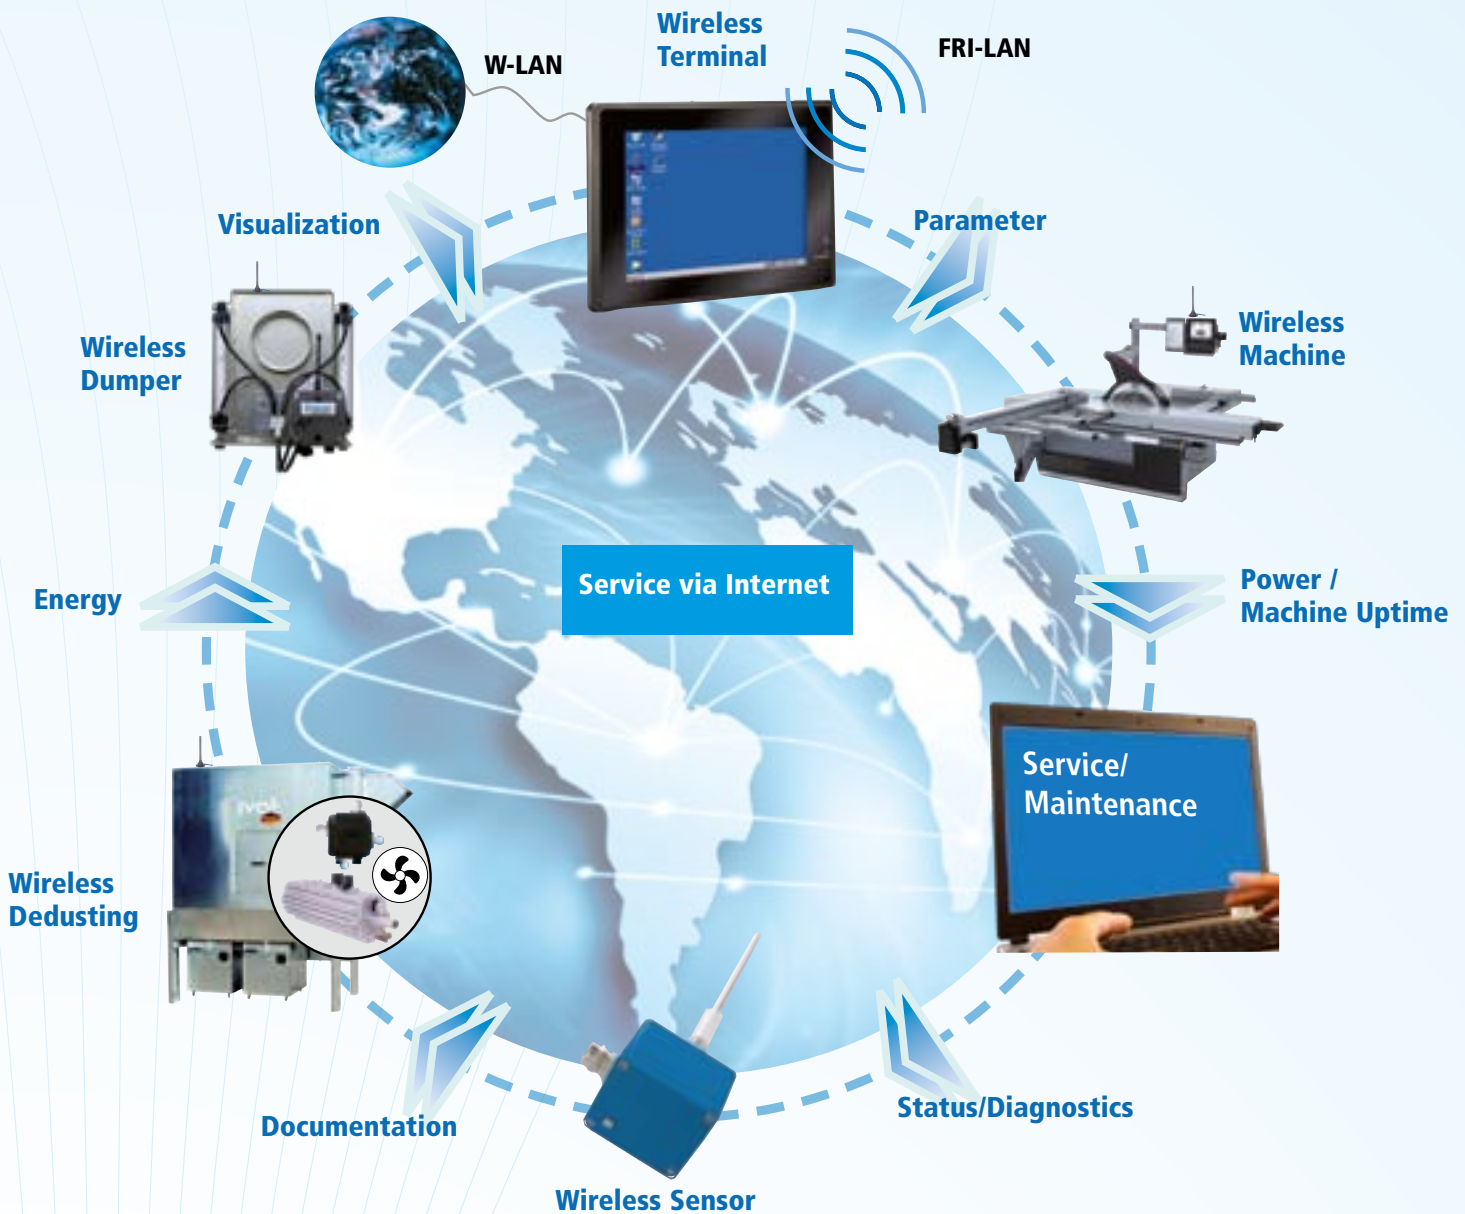 Wireless
Terminal
W-LAN
FRI-LAN
Visualization
Parameter
Wireless
Dumper
Wireless
Machine
Service via Internet
Energy
Power /
Machine Uptime
Service/
Maintenance
Wireless
Dedusting
Documentation
Status/Diagnostics
Wireless Sensor